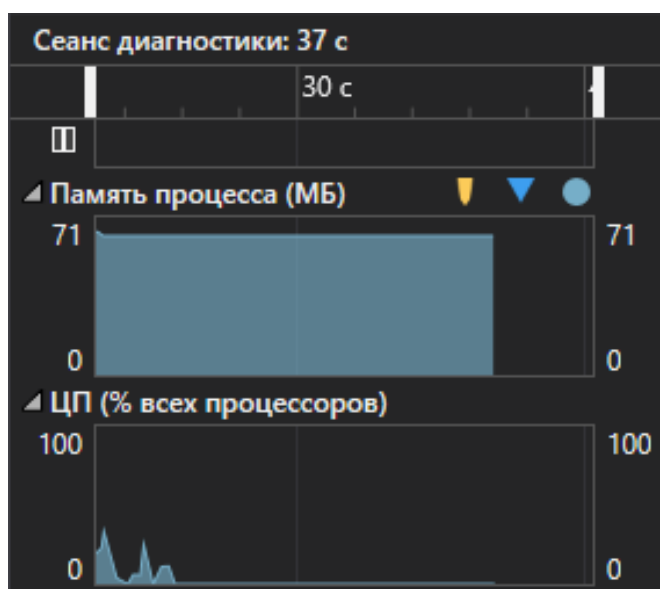 Сеанс диагностики: 37 с
30 с
Память процесса (МБ)
71 71
0 0
ЦП (% всех процессоров)
100 100
0 0